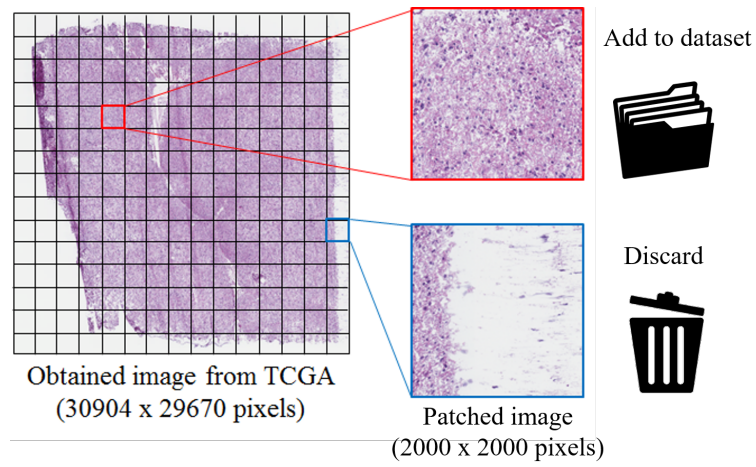 Add to dataset
Discard
Obtained image from TCGA
(30904 x 29670 pixels)
Patched image
(2000 x 2000 pixels)